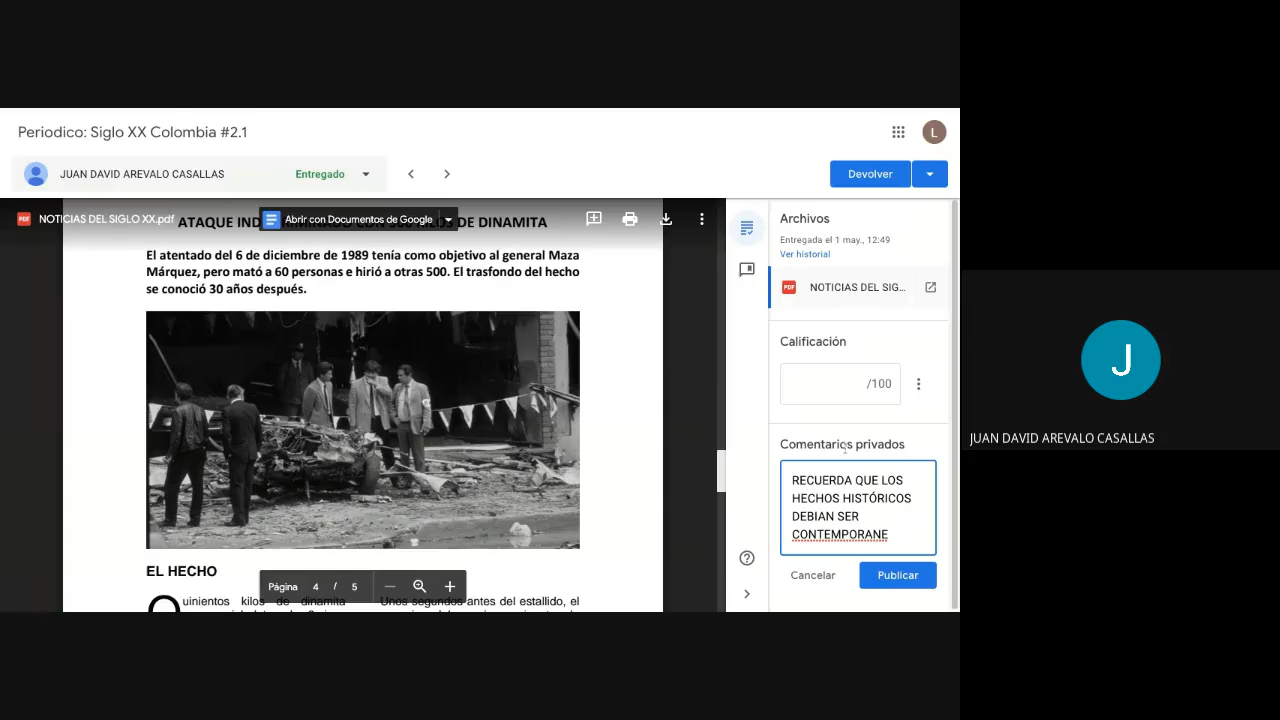 Periodico: Siglo XX Colombia #2.1
L
JUAN DAVID AREVALO CASALLAS
Entregado
Devolver
PDF
NOTICIAS DEL SIGLO XX.pdf
Abrir con Documentos de Google
ATAQUE DE DINAMITA
El atentado del 6 de diciembre de 1989 tenía como objetivo al general Maza
Márquez, pero mató a 60 personas e hirió a otras 500. El trasfondo del hecho
se conoció 30 años después.
EL HECHO
Quinientos kilos de dinamita
Unos segundos antes del estallido, el
Página 4 / 5
Archivos
Entregada el 1 may., 12:49
Ver historial
PDF
NOTICIAS DEL SIG...
Calificación
/100
Comentarios privados
RECUERDA QUE LOS
HECHOS HISTÓRICOS
DEBIAN SER
CONTEMPORANE
Cancelar
Publicar
J
JUAN DAVID AREVALO CASALLAS